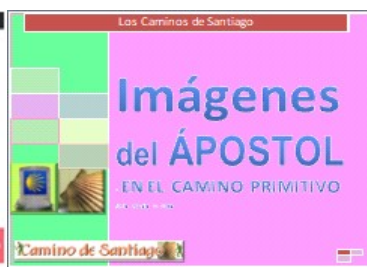 Los Caminos de Santiago
Imágenes
del ÁPOSTOL
EN EL CAMINO PRIMITIVO
Camino de Santiago